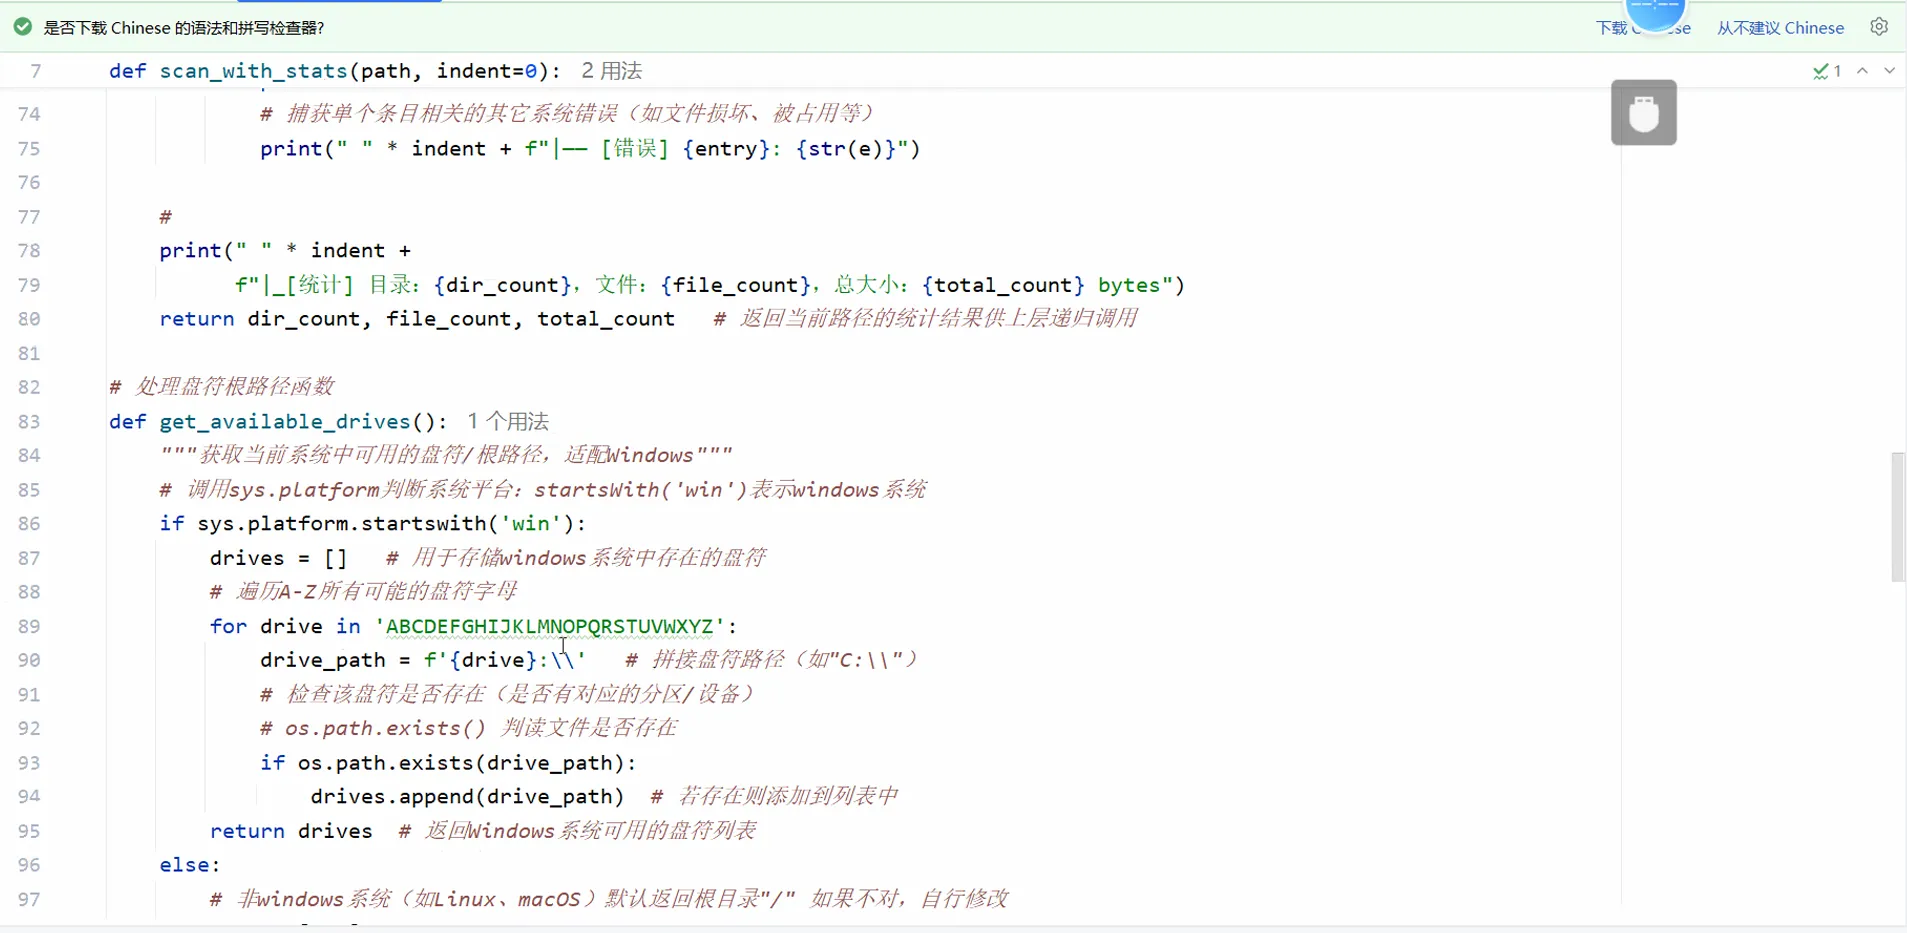 是否下载 Chinese 的语法和拼写检查器?
下载 C se 从不建议 Chinese
7 def scan_with_stats(path, indent=0): 2 用法
1
74 # 捕获单个条目相关的其它系统错误（如文件损坏、被占用等）
75 print(" " * indent + f"|—— [错误] {entry}: {str(e)}")
76
77 #
78 print(" " * indent +
79 f"|_[统计] 目录: {dir_count}，文件: {file_count}，总大小: {total_count} bytes")
80 return dir_count, file_count, total_count # 返回当前路径的统计结果供上层递归调用
81
82 # 处理盘符根路径函数
83 def get_available_drives(): 1 个用法
84 """获取当前系统中可用的盘符/根路径，适配Windows"""
85 # 调用sys.platform判断系统平台：startsWith('win')表示windows系统
86 if sys.platform.startswith('win'):
87 drives = [] # 用于存储windows系统中存在的盘符
88 # 遍历A-Z所有可能的盘符字母
89 for drive in 'ABCDEFGHIJKLMNOPQRSTUVWXYZ':
90 drive_path = f'{drive}:\\' # 拼接盘符路径（如"C:\\"）
91 # 检查该盘符是否存在（是否有对应的分区/设备）
92 # os.path.exists() 判读文件是否存在
93 if os.path.exists(drive_path):
94 drives.append(drive_path) # 若存在则添加到列表中
95 return drives # 返回Windows系统可用的盘符列表
96 else:
97 # 非windows系统（如Linux、macOS）默认返回根目录"/" 如果不对，自行修改